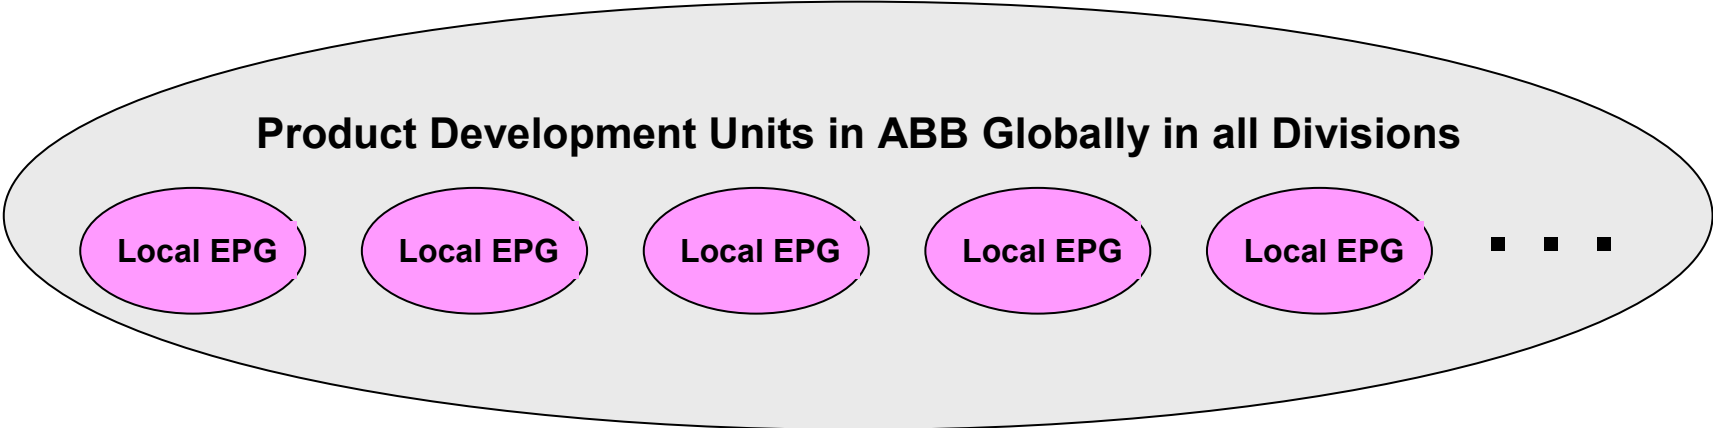 Product Development Units in ABB Globally in all Divisions
Local EPG Local EPG Local EPG Local EPG Local EPG . . .